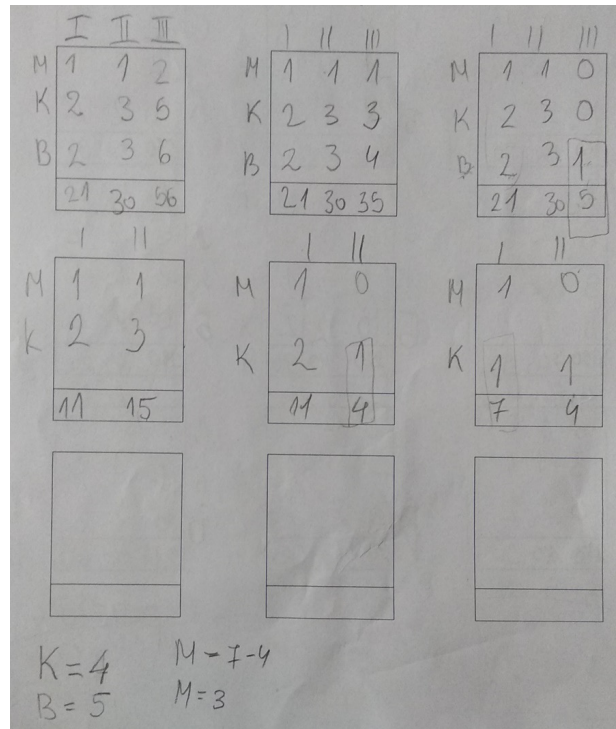 I II III I II III I II III
M 1 1 2 M 1 1 1 M 1 1 0
K 2 3 5 K 2 3 3 K 2 3 0
B 2 3 6 B 2 3 4 B 2 3 1
21 30 56 21 30 35 21 30 5
I II I II I II
M 1 1 M 1 0 M 1 0
K 2 3 K 2 1 K 1 1
11 15 11 4 7 4
K=4 M=7-4
B=5 M=3